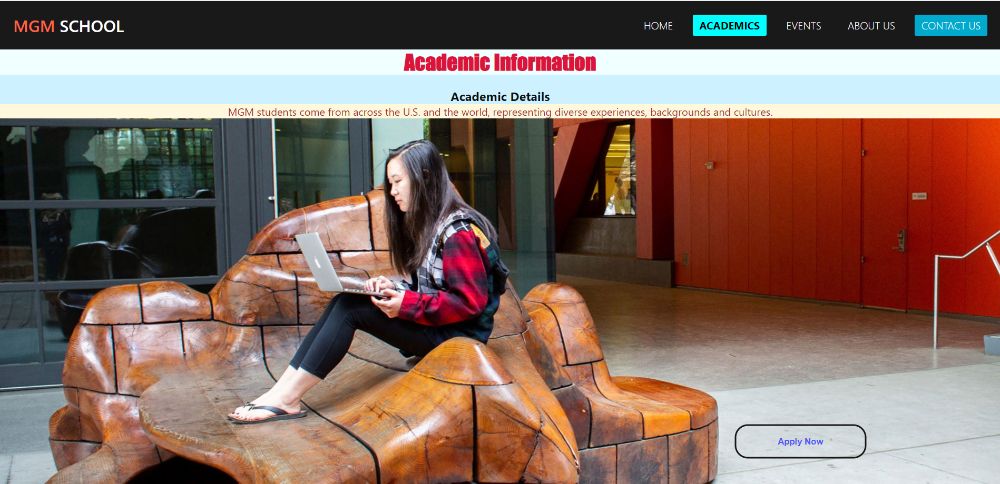 MGM SCHOOL
HOME
ACADEMICS
EVENTS
ABOUT US
CONTACT US
Academic Information
Academic Details
MGM students come from across the U.S. and the world, representing diverse experiences, backgrounds and cultures.
Apply Now